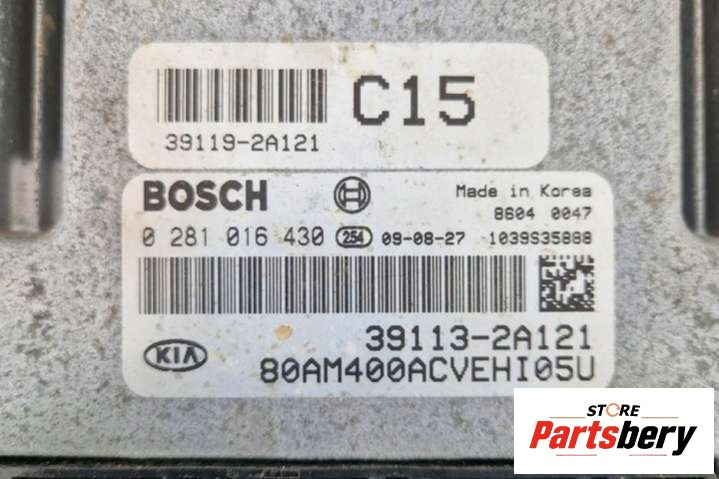 C15
39119-2A121
BOSCH
Made in Korea
8604 0047
0 281 016 430 254 09-08-27 1039S35888
KIA
39113-2A121
80AM400ACVEHI05U
STORE
Partsbery